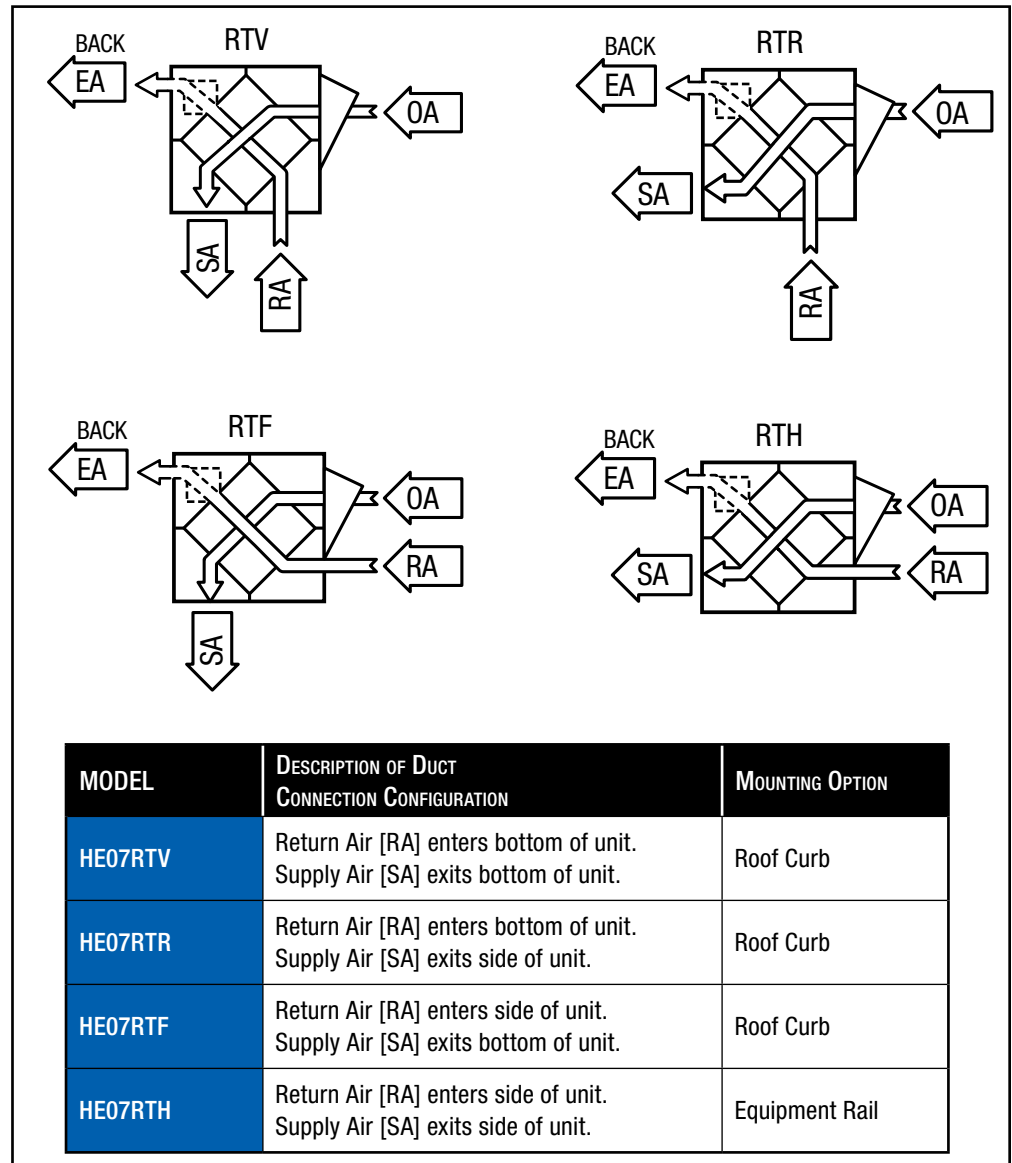 RTV
BACK
EA
OA
SA
RA
RTR
BACK
EA
OA
SA
RA
RTF
BACK
EA
OA
RA
SA
RTH
BACK
EA
OA
SA
RA
MODEL
Description of Duct
Connection Configuration
Mounting Option
HE07RTV
Return Air [RA] enters bottom of unit.
Supply Air [SA] exits bottom of unit.
Roof Curb
HE07RTR
Return Air [RA] enters bottom of unit.
Supply Air [SA] exits side of unit.
Roof Curb
HE07RTF
Return Air [RA] enters side of unit.
Supply Air [SA] exits bottom of unit.
Roof Curb
HE07RTH
Return Air [RA] enters side of unit.
Supply Air [SA] exits side of unit.
Equipment Rail